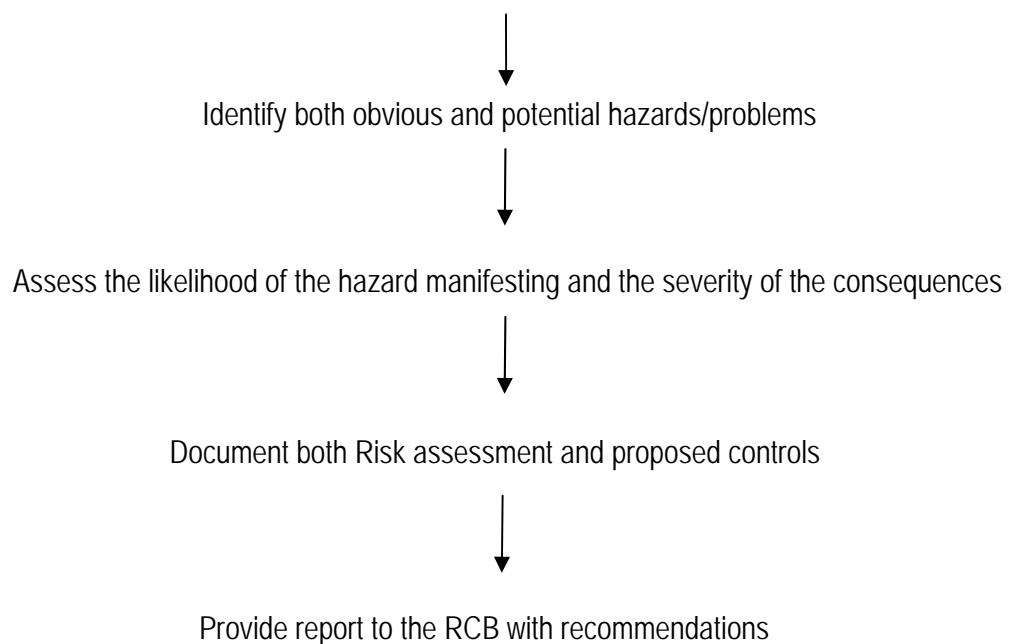 Identify both obvious and potential hazards/problems
Assess the likelihood of the hazard manifesting and the severity of the consequences
Document both Risk assessment and proposed controls
Provide report to the RCB with recommendations